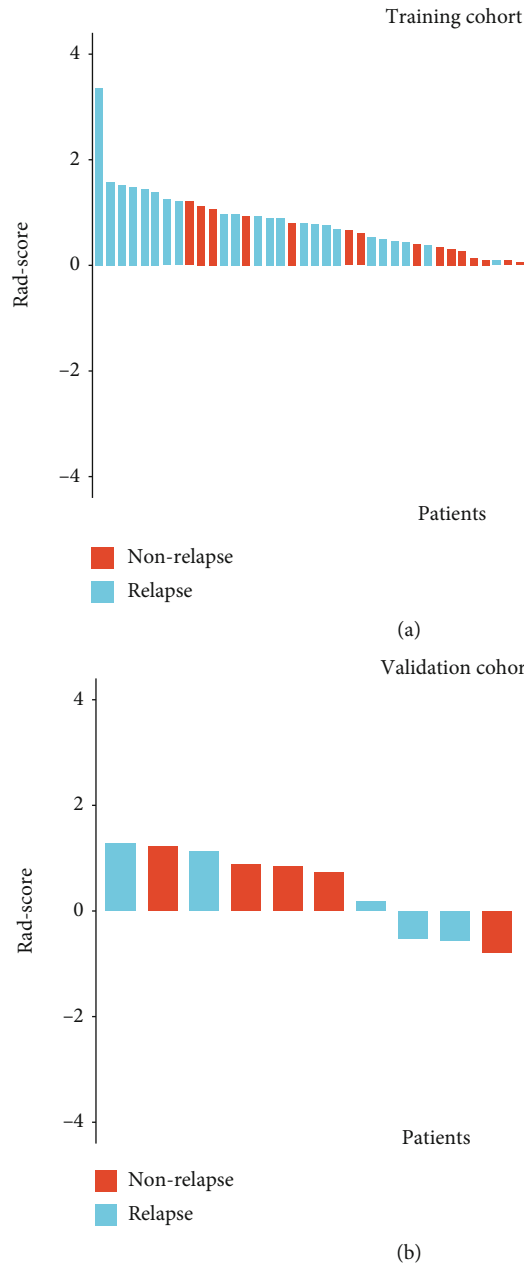 Training cohort
4
2
0
−2
−4
Rad-score
Patients
Non-relapse
Relapse
(a)
Validation cohor
4
2
0
−2
−4
Rad-score
Patients
Non-relapse
Relapse
(b)